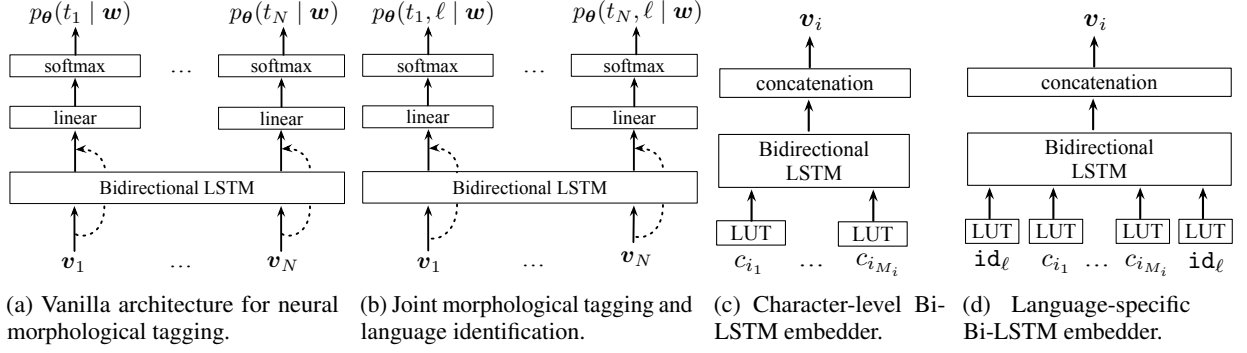 p_θ(t_1 | w) p_θ(t_N | w) p_θ(t_1, ℓ | w) p_θ(t_N, ℓ | w) v_i v_i
softmax ... softmax softmax ... softmax concatenation concatenation
linear linear linear linear
Bidirectional LSTM Bidirectional LSTM Bidirectional LSTM Bidirectional LSTM
LUT LUT LUT LUT LUT LUT
v_1 ... v_N v_1 ... v_N c_{i_1} ... c_{i_{M_i}} id_ℓ c_{i_1} ... c_{i_{M_i}} id_ℓ
(a) Vanilla architecture for neural
morphological tagging.
(b) Joint morphological tagging and
language identification.
(c) Character-level Bi-
LSTM embedder.
(d) Language-specific
Bi-LSTM embedder.